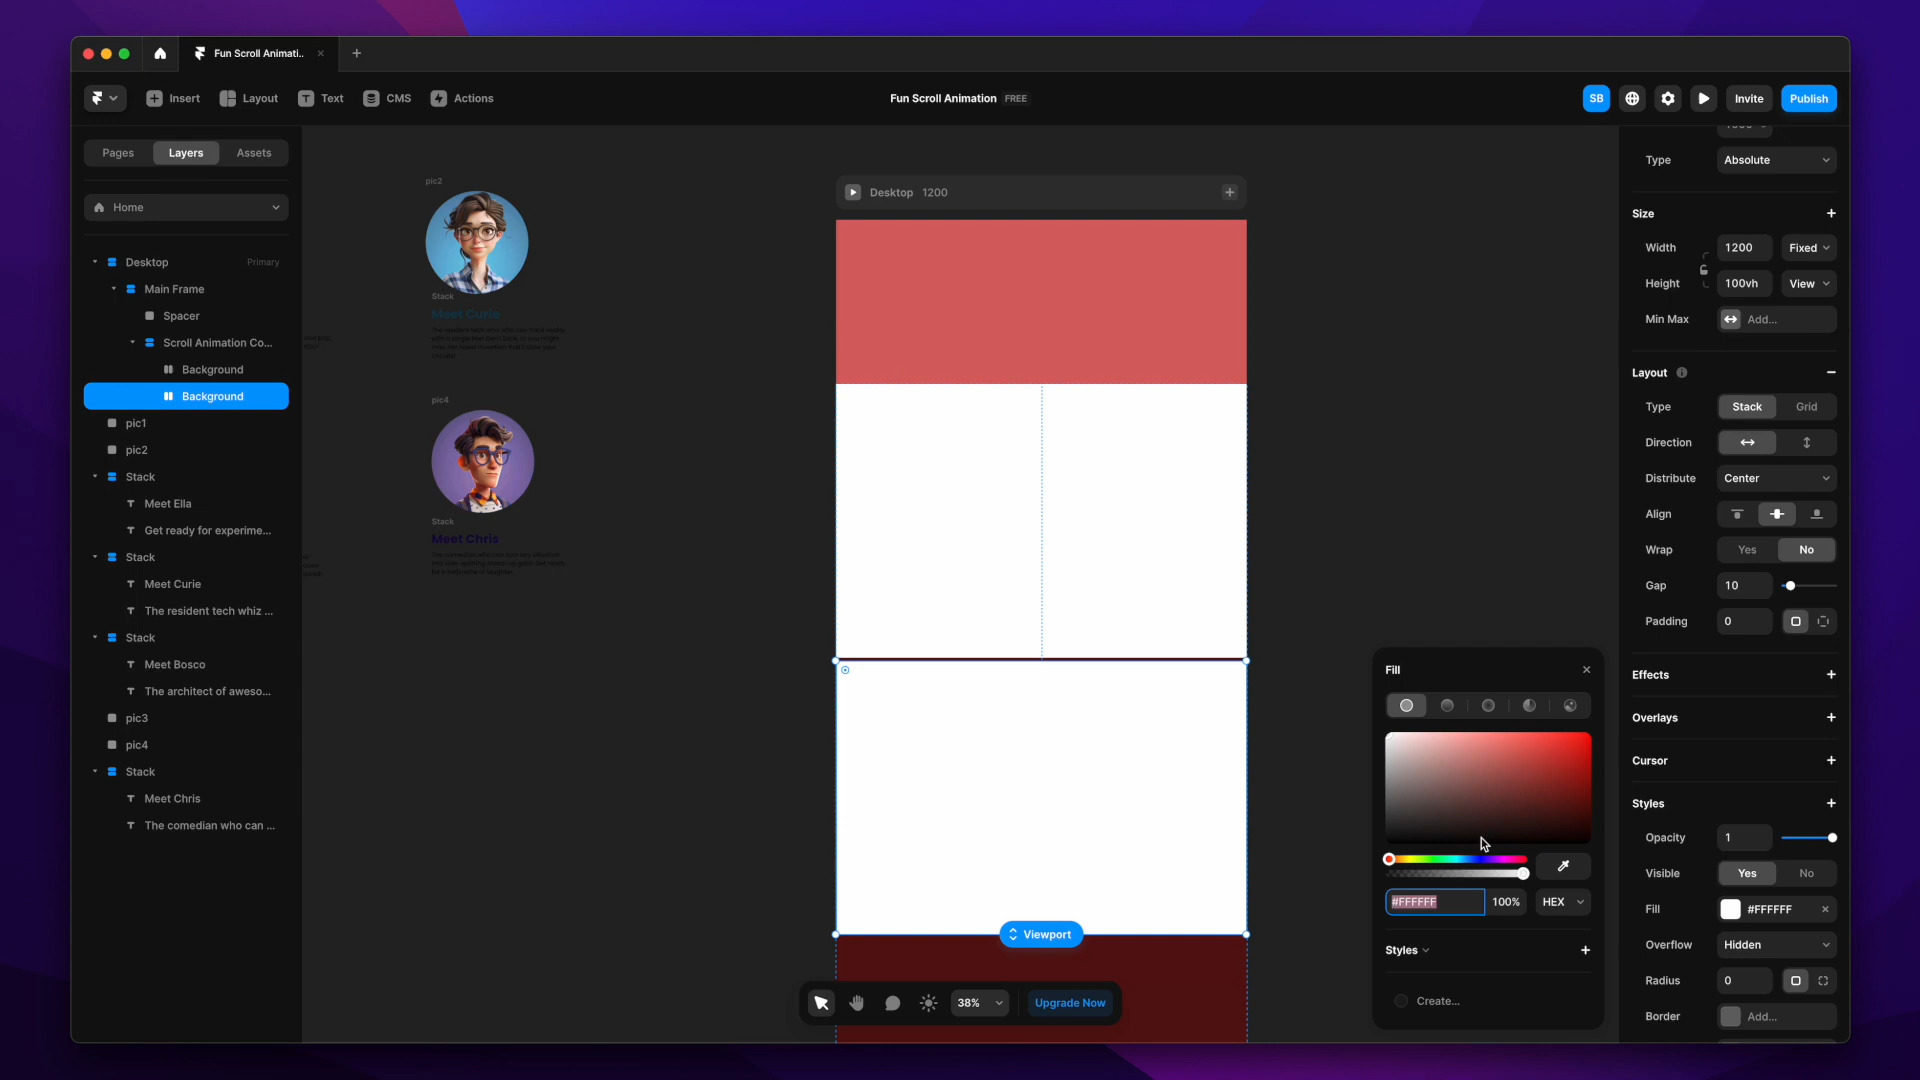 Fun Scroll Animati..
Insert
Layout
Text
CMS
Actions
Fun Scroll Animation FREE
SB
Invite
Publish
Pages
Layers
Assets
Home
Desktop Primary
Main Frame
Spacer
Scroll Animation Co...
Background
Background
pic1
pic2
Stack
Meet Ella
Get ready for experime...
Stack
Meet Curie
The resident tech whiz ...
Stack
Meet Bosco
The architect of aweso...
pic3
pic4
Stack
Meet Chris
The comedian who can ...
pic2
Stack
Meet Curie
pic4
Stack
Meet Chris
Desktop 1200
Viewport
38%
Upgrade Now
Fill
#FFFFFF 100% HEX
Styles
Create...
Type Absolute
Size
Width 1200 Fixed
Height 100vh View
Min Max Add...
Layout
Type Stack Grid
Direction
Distribute Center
Align
Wrap Yes No
Gap 10
Padding 0
Effects
Overlays
Cursor
Styles
Opacity 1
Visible Yes No
Fill #FFFFFF
Overflow Hidden
Radius 0
Border Add...